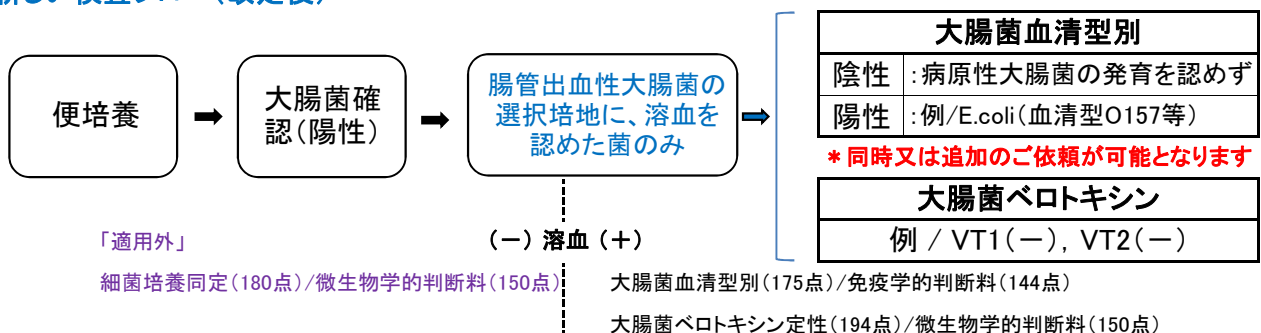 便培養
➡
大腸菌確
認(陽性)
➡
腸管出血性大腸菌の
選択培地に、溶血を
認めた菌のみ
➡
大腸菌血清型別
陰性 :病原性大腸菌の発育を認めず
陽性 :例/E.coli(血清型O157等)
*同時又は追加のご依頼が可能となります
大腸菌ベロトキシン
例 / VT1(-), VT2(-)
「適用外」
(-) 溶血 (+)
細菌培養同定(180点)/微生物学的判断料(150点)
大腸菌血清型別(175点)/免疫学的判断料(144点)
大腸菌ベロトキシン定性(194点)/微生物学的判断料(150点)